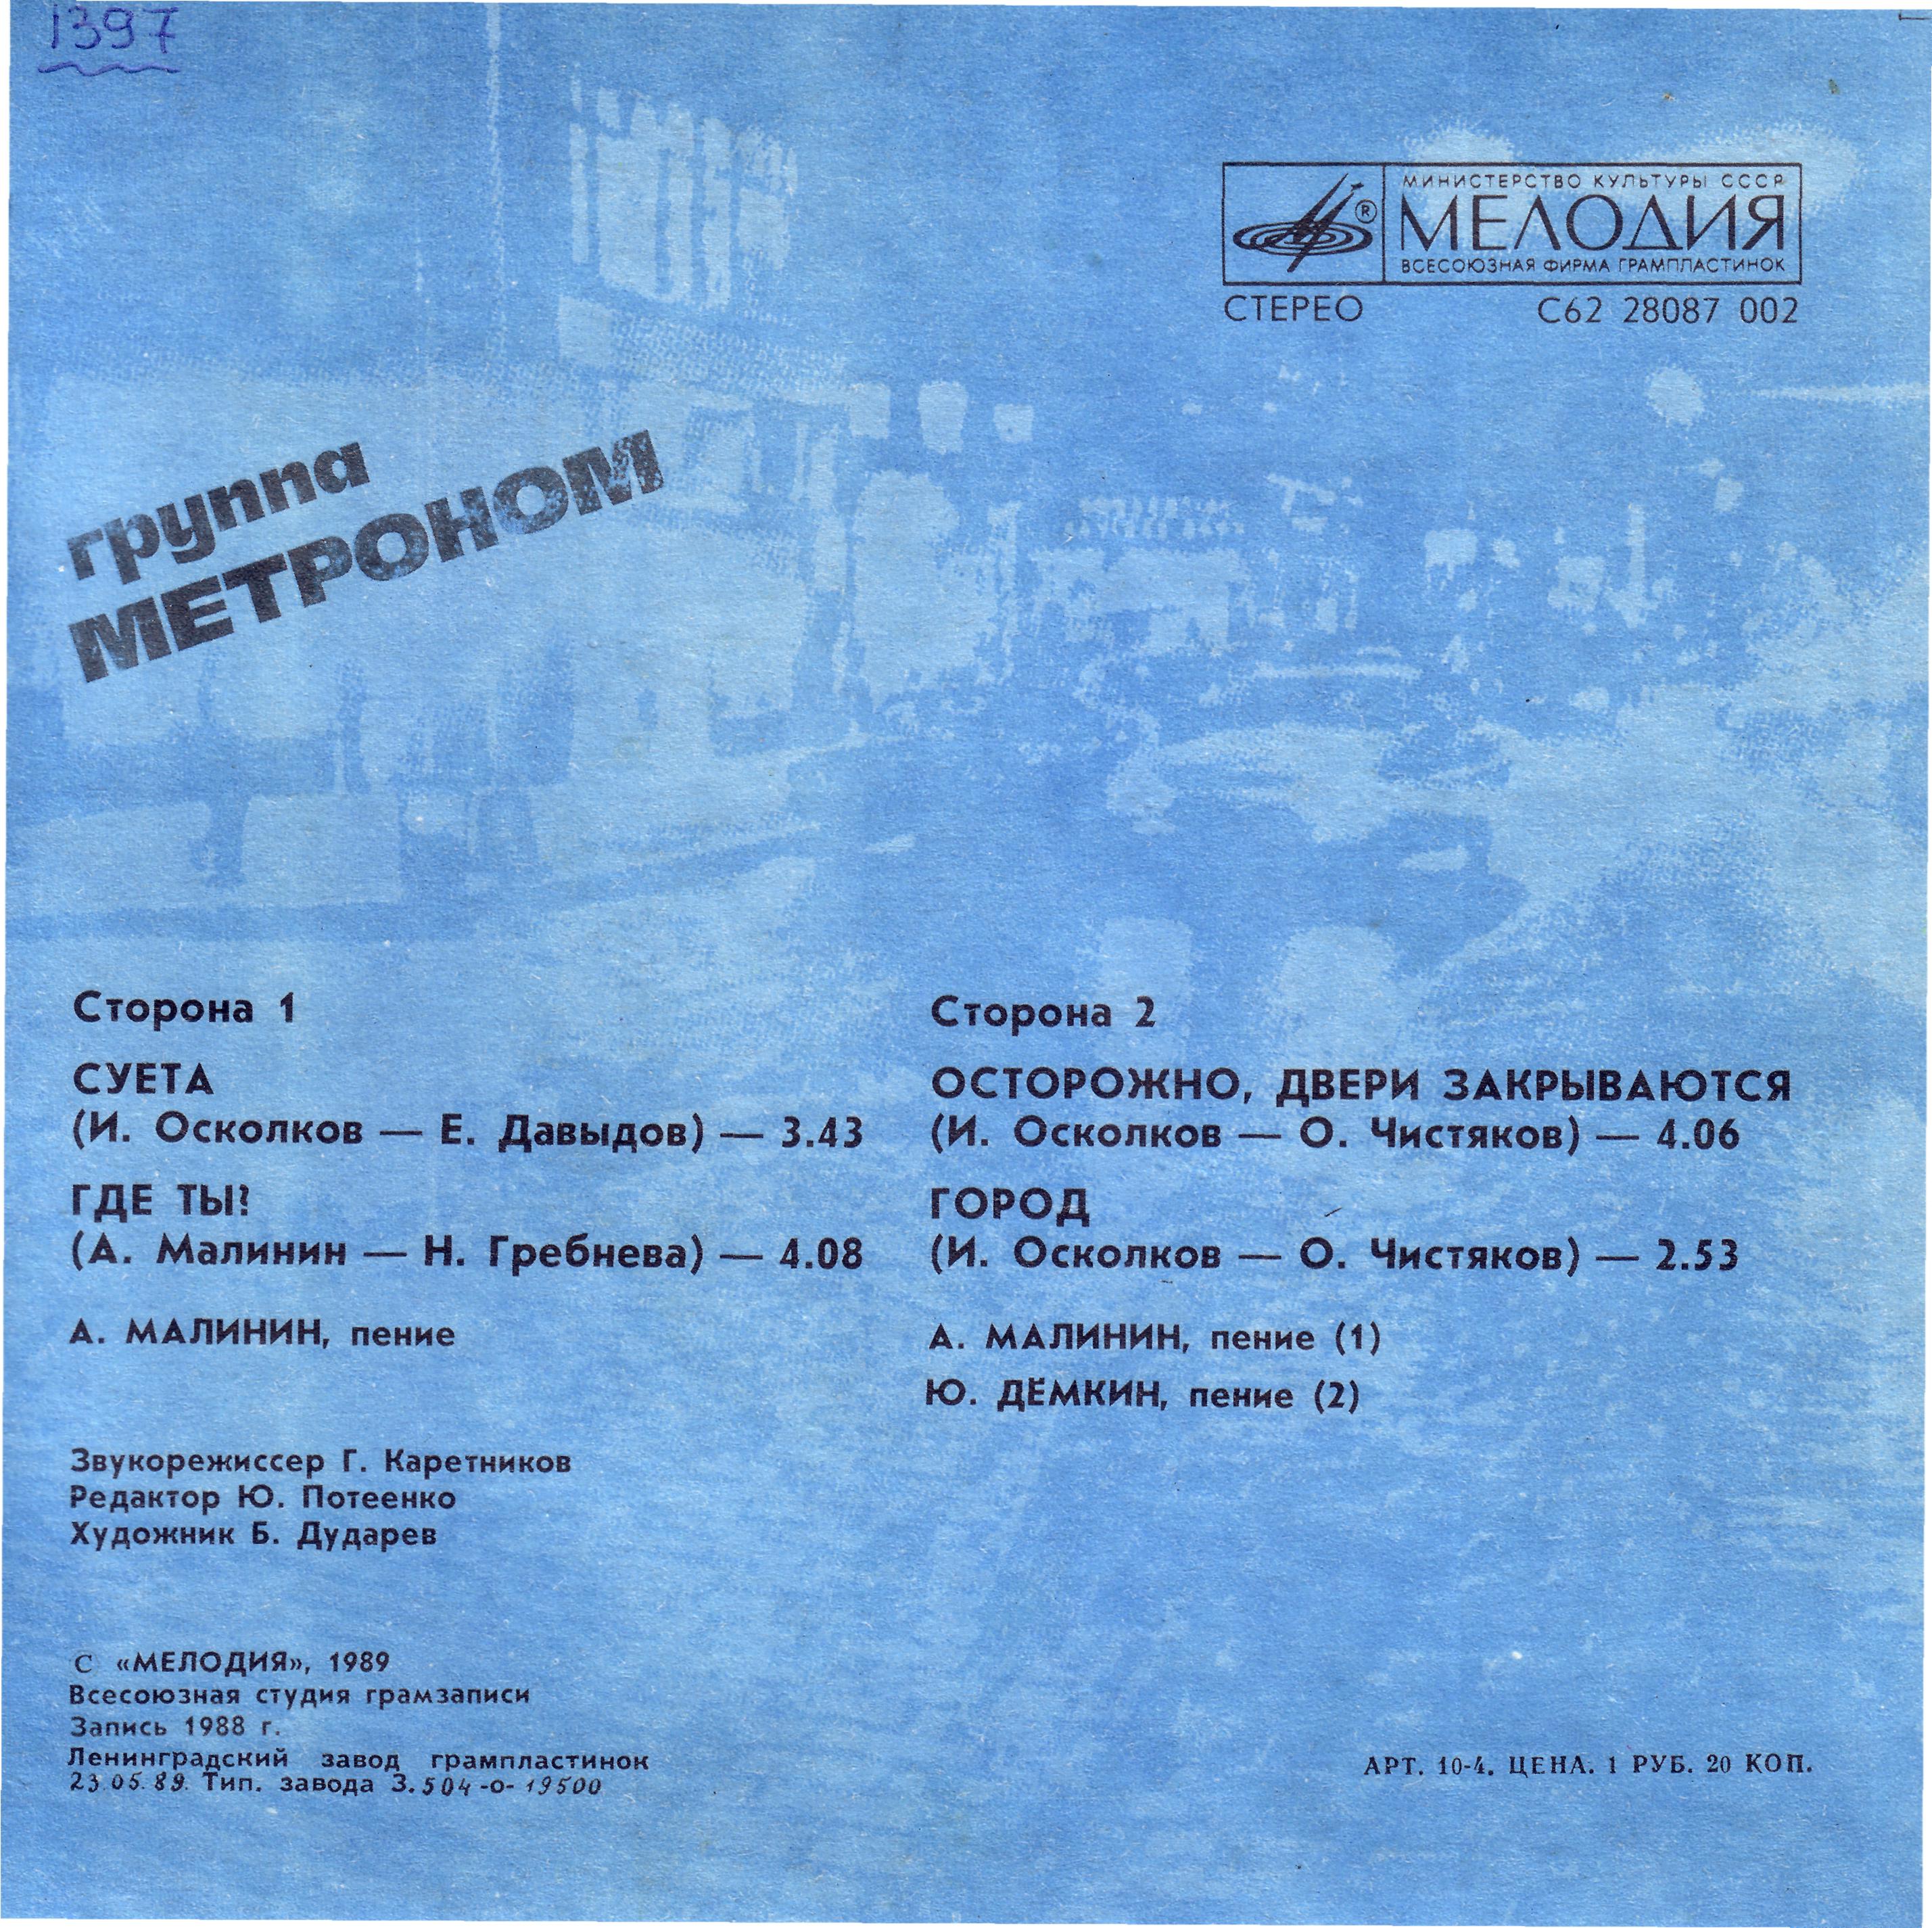 1397
МИНИСТЕРСТВО КУЛЬТУРЫ СССР
МЕЛОДИЯ
®
ВСЕСОЮЗНАЯ ФИРМА ГРАМПЛАСТИНОК
СТЕРЕО С62 28087 002
группа
МЕТРОНОМ
Сторона 1
СУЕТА
(И. Осколков — Е. Давыдов) — 3.43
ГДЕ ТЫ?
(А. Малинин — Н. Гребнева) — 4.08
А. МАЛИНИН, пение
Сторона 2
ОСТОРОЖНО, ДВЕРИ ЗАКРЫВАЮТСЯ
(И. Осколков — О. Чистяков) — 4.06
ГОРОД
(И. Осколков — О. Чистяков) — 2.53
А. МАЛИНИН, пение (1)
Ю. ДЁМКИН, пение (2)
Звукорежиссер Г. Каретников
Редактор Ю. Потеенко
Художник Б. Дударев
С «МЕЛОДИЯ», 1989
Всесоюзная студия грамзаписи
Запись 1988 г.
Ленинградский завод грампластинок
23.05.89. Тип. завода З. 504-о-19500
АРТ. 10-4. ЦЕНА. 1 РУБ. 20 КОП.